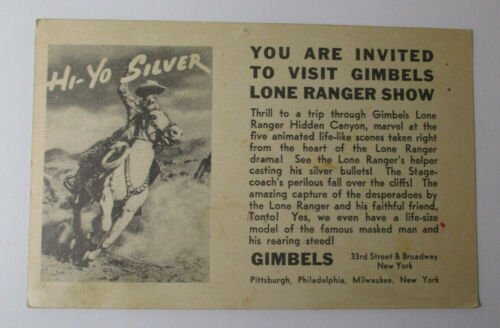 HI-YO SILVER
YOU ARE INVITED
TO VISIT GIMBELS
LONE RANGER SHOW
Thrill to a trip through Gimbels Lone
Ranger Hidden Canyon, marvel at the
five animated life-like scenes taken right
from the heart of the Lone Ranger
drama! See the Lone Ranger's helper
casting his silver bullets! The Stage-
coach's perilous fall over the cliffs! The
amazing capture of the desperadoes by
the Lone Ranger and his faithful friend,
Tonto! Yes, we even have a life-size
model of the famous masked man and
his rearing steed!
GIMBELS 33rd Street & Broadway
New York
Pittsburgh, Philadelphia, Milwaukee, New York